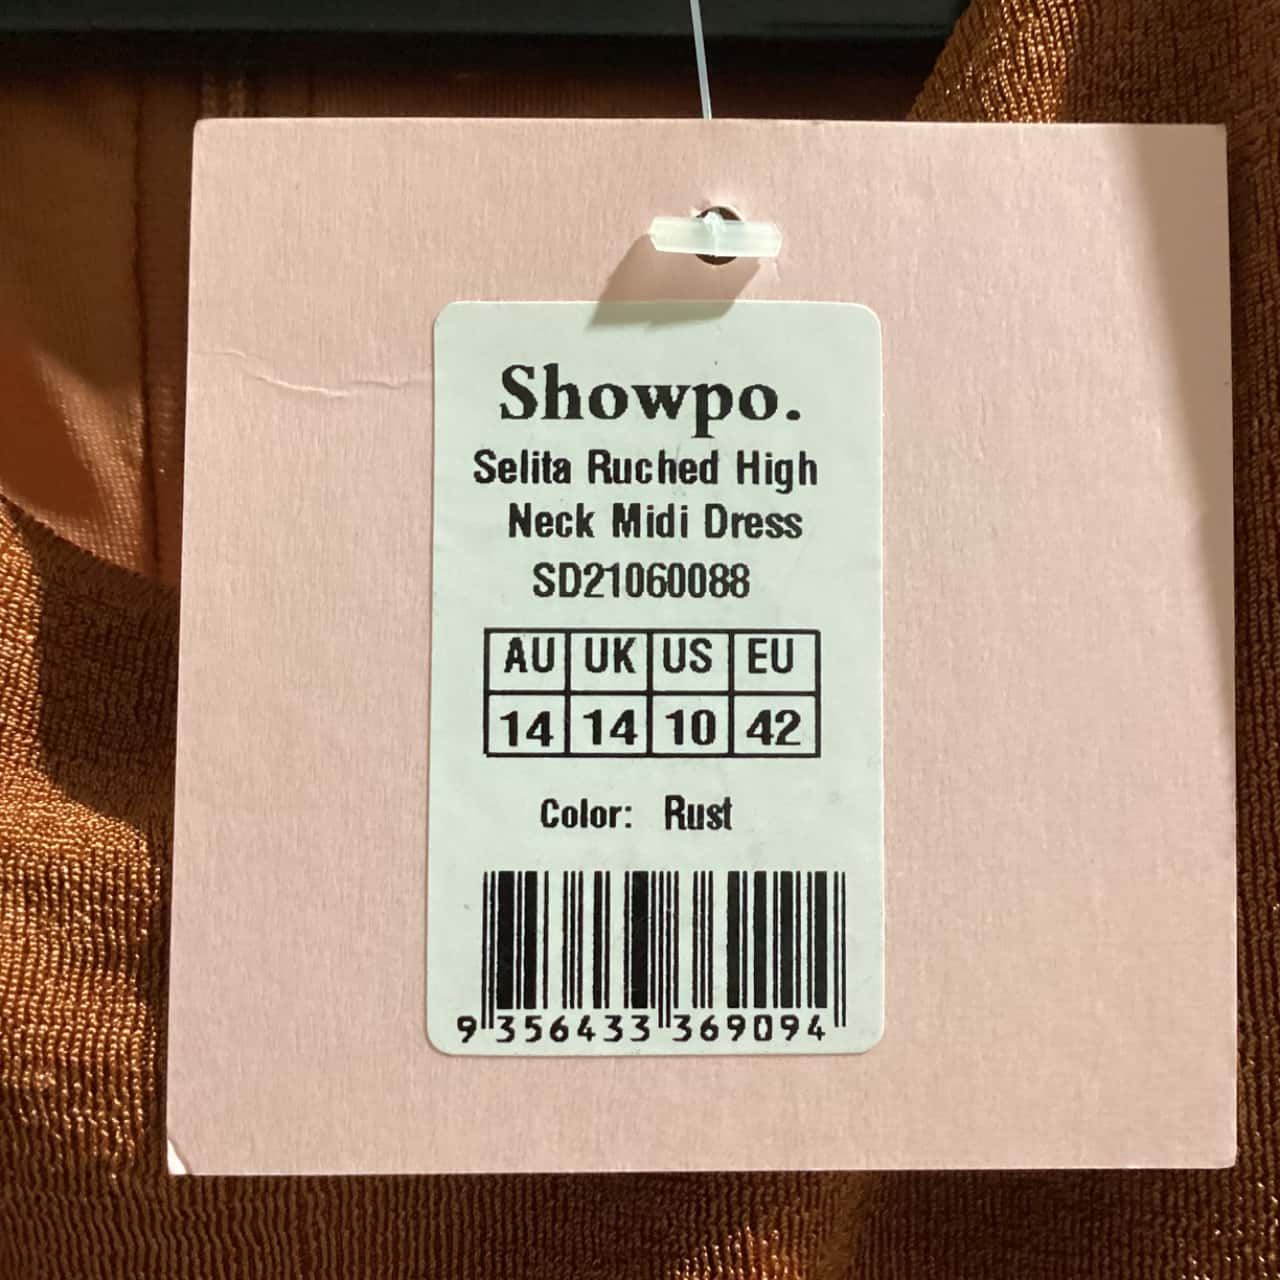 Showpo.
Selita Ruched High
Neck Midi Dress
SD21060088
AU UK US EU
14 14 10 42
Color: Rust
9 356433 369094